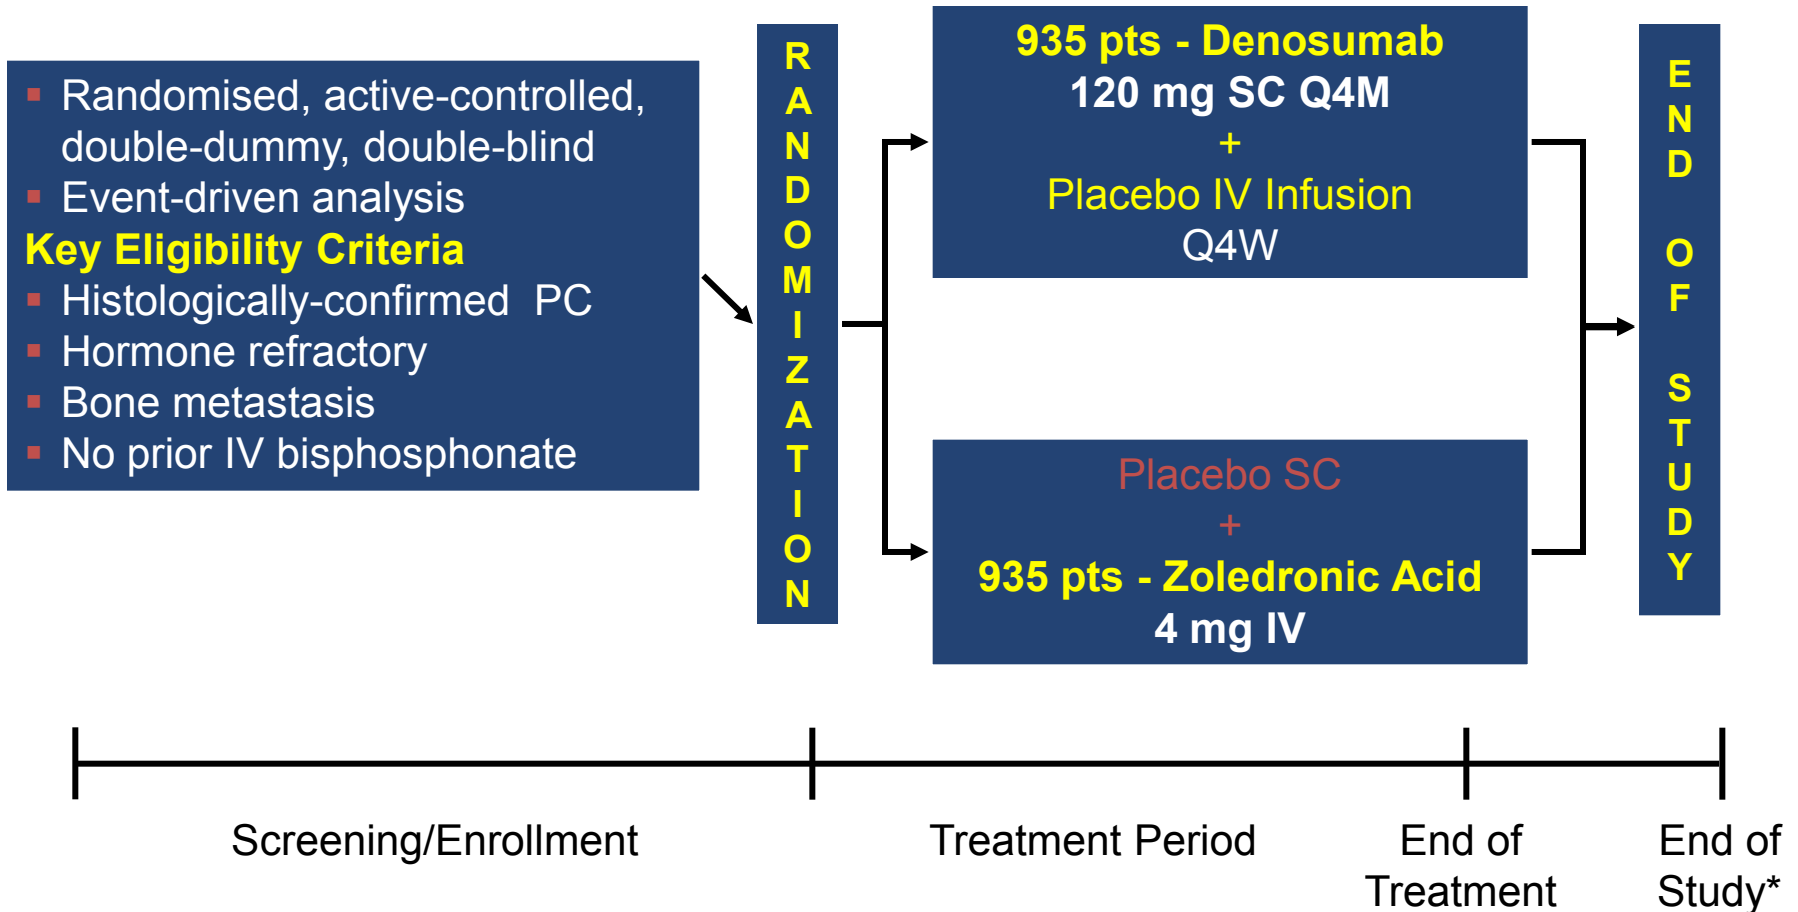 ▪ Randomised, active-controlled,
double-dummy, double-blind
▪ Event-driven analysis
Key Eligibility Criteria
▪ Histologically-confirmed PC
▪ Hormone refractory
▪ Bone metastasis
▪ No prior IV bisphosphonate
RANDOMIZATION
935 pts - Denosumab
120 mg SC Q4M
+
Placebo IV Infusion
Q4W
Placebo SC
+
935 pts - Zoledronic Acid
4 mg IV
END OF STUDY
Screening/Enrollment
Treatment Period
End of
Treatment
End of
Study*